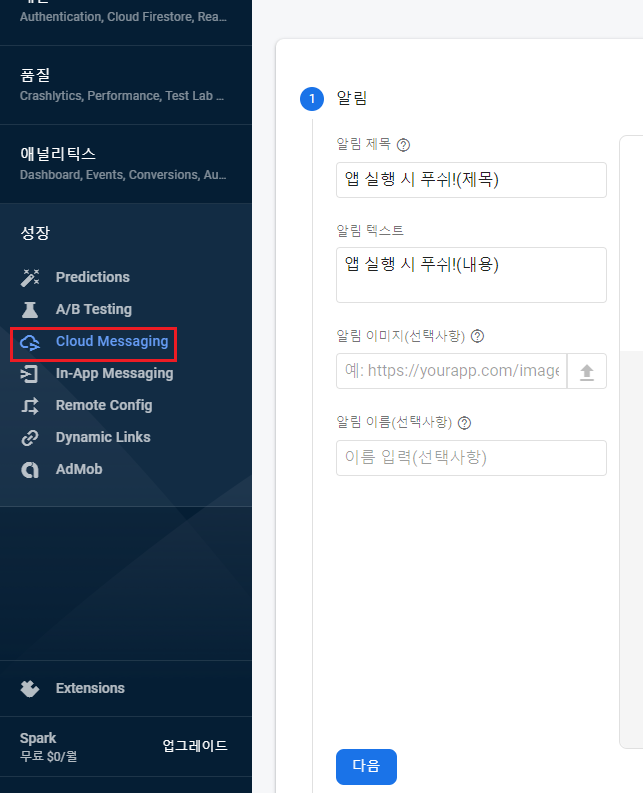 Authentication, Cloud Firestore, Rea...
품질
Crashlytics, Performance, Test Lab ...
애널리틱스
Dashboard, Events, Conversions, Au...
성장
Predictions
A/B Testing
Cloud Messaging
In-App Messaging
Remote Config
Dynamic Links
AdMob
Extensions
Spark
무료 $0/월
업그레이드
1 알림
알림 제목
앱 실행 시 푸쉬!(제목)
알림 텍스트
앱 실행 시 푸쉬!(내용)
알림 이미지(선택사항)
예: https://yourapp.com/image
알림 이름(선택사항)
이름 입력(선택사항)
다음